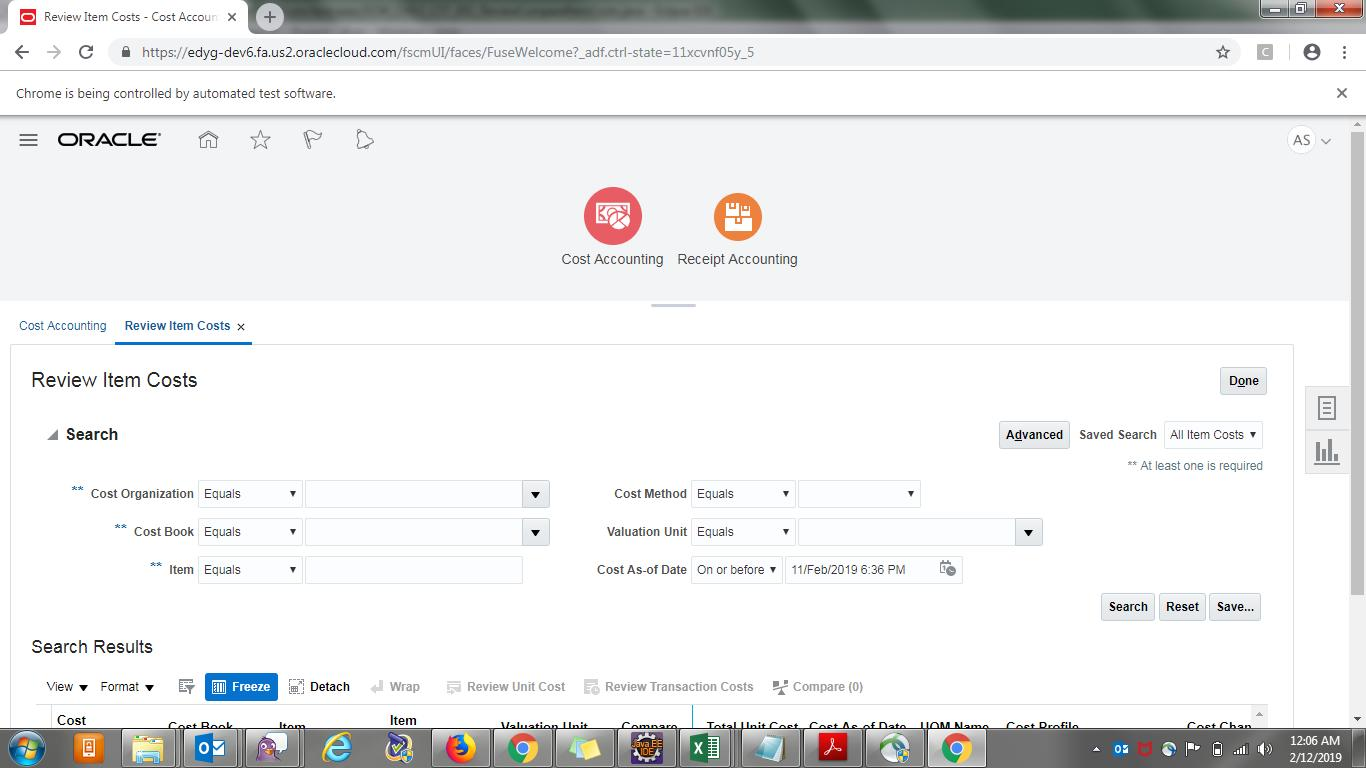 Review Item Costs - Cost Accoun
https://edyg-dev6.fa.us2.oraclecloud.com/fscmUI/faces/FuseWelcome?_adf.ctrl-state=11xcvnf05y_5
C
Chrome is being controlled by automated test software.
ORACLE
AS
Cost Accounting
Receipt Accounting
Cost Accounting
Review Item Costs
Review Item Costs
Done
Search
Advanced
Saved Search
All Item Costs
** At least one is required
** Cost Organization Equals
Cost Method Equals
** Cost Book Equals
Valuation Unit Equals
** Item Equals
Cost As-of Date On or before 11/Feb/2019 6:36 PM
Search Reset Save...
Search Results
View Format Freeze Detach Wrap Review Unit Cost Review Transaction Costs Compare (0)
Cost
Cost Book
Item
Item
Valuation Unit
Compare
Total Unit Cost
Cost As-of Date
UOM Name
Cost Profile
Cost Chan
Java EE
IDE
12:06 AM
2/12/2019